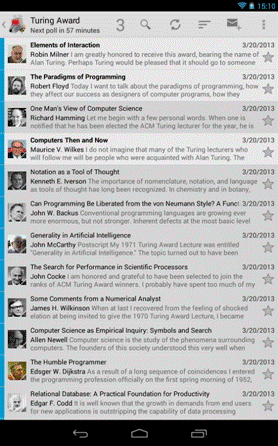 15:10
Turing Award
Next poll in 57 minutes
3
Elements of Interaction 3/20/2013
Robin Milner I am greatly honored to receive this award, bearing the name of
Alan Turing. Perhaps Turing would be pleased that it should go to someone
The Paradigms of Programming 3/20/2013
Robert Floyd Today I want to talk about the paradigms of programming, how
they affect our success as designers of computer programs, how they
One Man's View of Computer Science 3/20/2013
Richard Hamming Let me begin with a few personal words. When one is
notified that he has been elected the ACM Turing lecturer for the year, he is
Computers Then and Now 3/20/2013
Maurice V. Wilkes I do not imagine that many of the Turing lecturers who
will follow me will be people who were acquainted with Alan Turing. The
Notation as a Tool of Thought 3/20/2013
Kenneth E. Iverson The importance of nomenclature, notation, and language
as tools of thought has long been recognized. In chemistry and in botany,
Can Programming Be Liberated from the von Neumann Style? A Func 3/20/2013
John W. Backus Conventional programming languages are growing ever
more enormous, but not stronger. Inherent defects at the most basic level
Generality in Artificial Intelligence 3/20/2013
John McCarthy Postscript My 1971 Turing Award Lecture was entitled
"Generality in Artificial Intelligence." The topic turned out to have been
The Search for Performance in Scientific Processors 3/20/2013
John Cocke I am honored and grateful to have been selected to join the
ranks of ACM Turing Award winners. I probably have spent too much of my
Some Comments from a Numerical Analyst 3/20/2013
James H. Wilkinson When at last I recovered from the feeling of shocked
elation at being invited to give the 1970 Turing Award Lecture, I became
Computer Science as Empirical Inquiry: Symbols and Search 3/20/2013
Allen Newell Computer science is the study of the phenomena surrounding
computers. The founders of this society understood this very well when
The Humble Programmer 3/20/2013
Edsger W. Dijkstra As a result of a long sequence of coincidences I entered
the programming profession officially on the first spring morning of 1952,
Relational Database: A Practical Foundation for Productivity 3/20/2013
Edgar F. Codd It is well known that the growth in demands from end users
for new applications is outstripping the capability of data processing